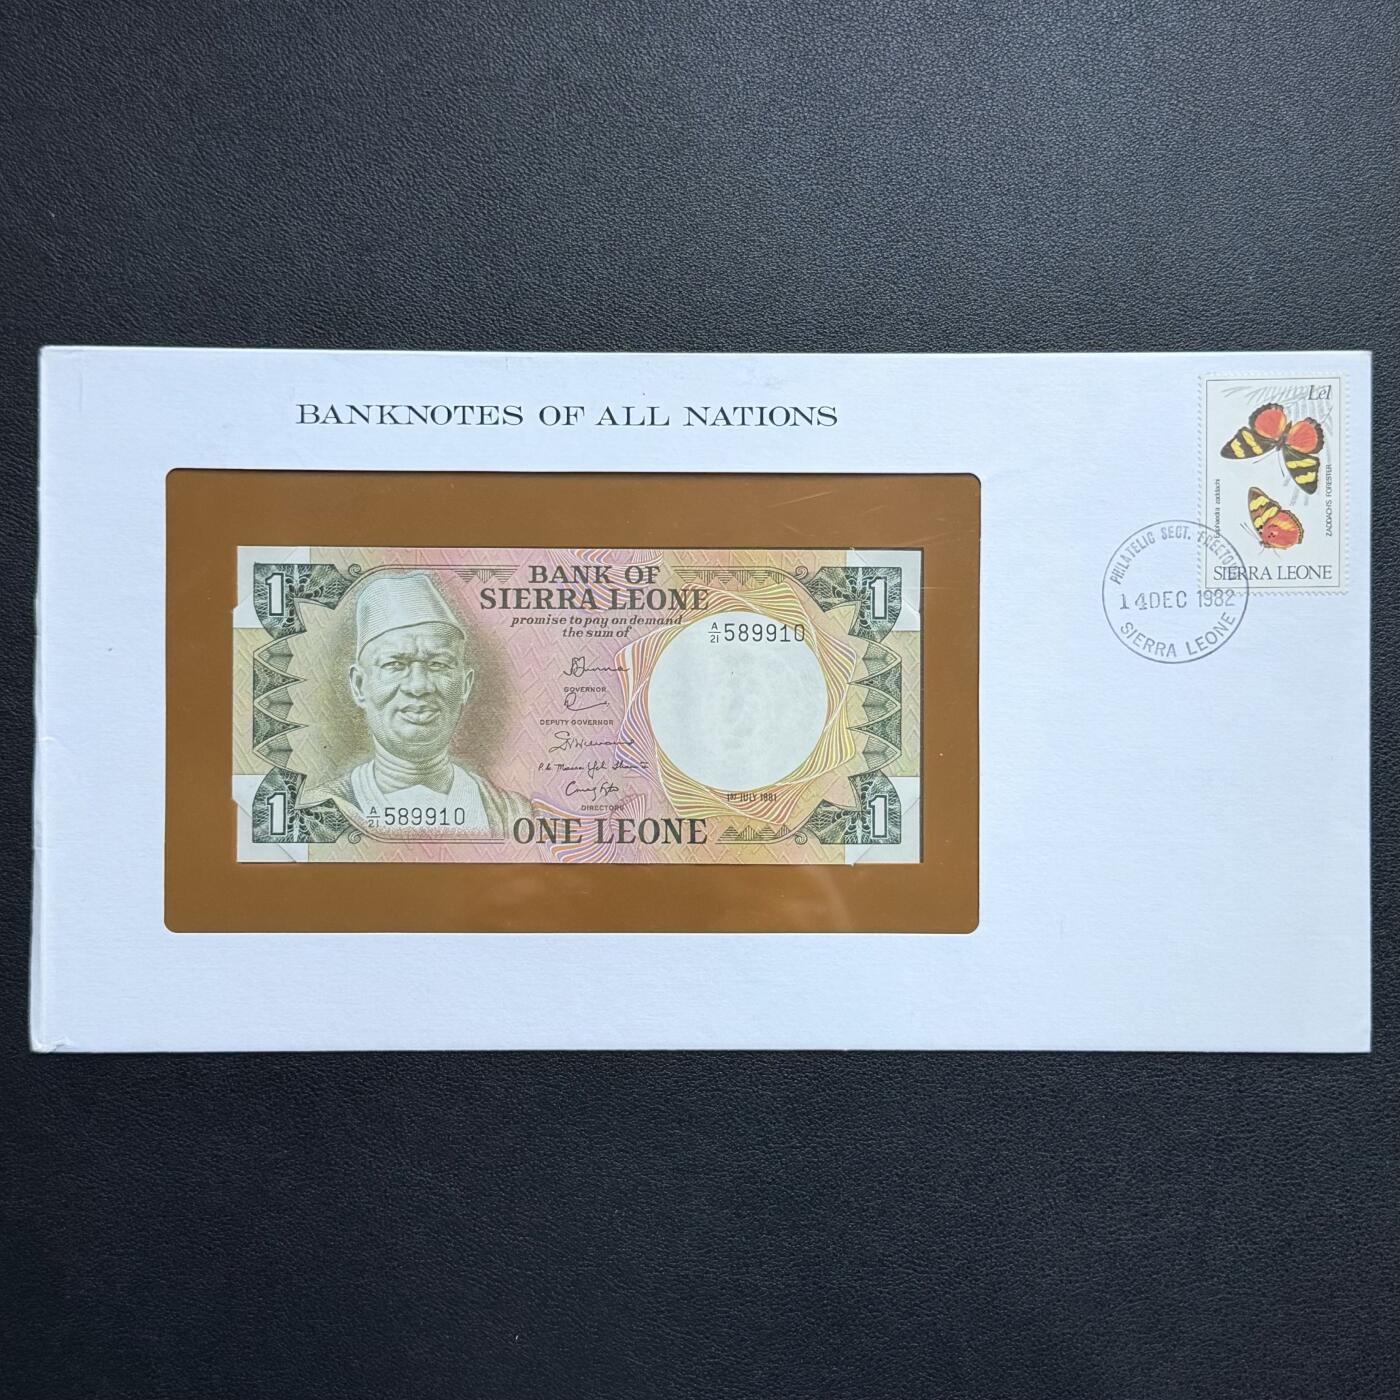 BANKNOTES OF ALL NATIONS
Le1
ZADDACH'S FORESTER
SIERRA LEONE
PHILATELIC SECT.
14 DEC 1982
SIERRA LEONE
1
1
BANK OF
SIERRA LEONE
promise to pay on demand
the sum of
A/21 589910
GOVERNOR
DEPUTY GOVERNOR
1ST JULY 1981
DIRECTORS
A/21 589910
1
1
ONE LEONE